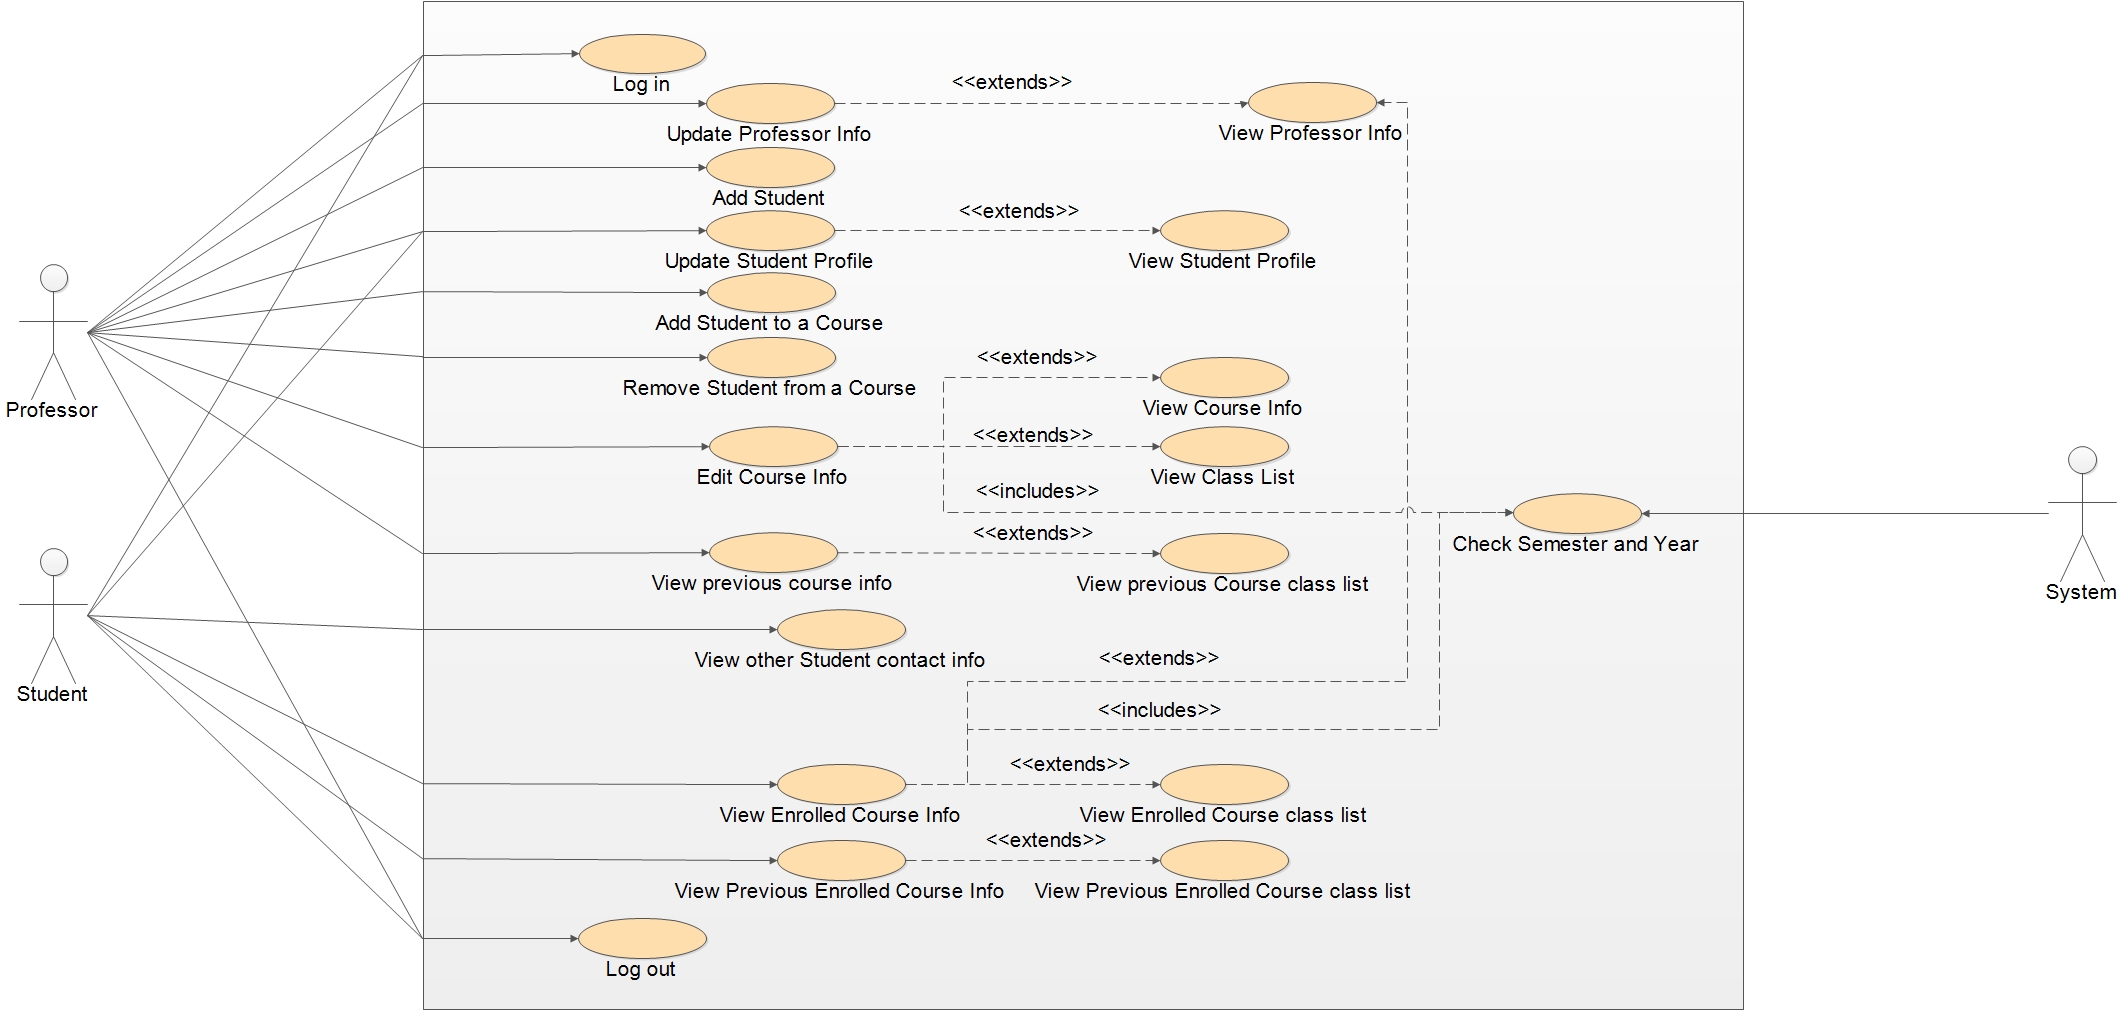 Log in
<<extends>>
Update Professor Info
View Professor Info
Add Student
<<extends>>
Update Student Profile
View Student Profile
Add Student to a Course
<<extends>>
Remove Student from a Course
Professor
View Course Info
<<extends>>
Edit Course Info
View Class List
<<includes>>
<<extends>>
Check Semester and Year
View previous course info
View previous Course class list
System
View other Student contact info
<<extends>>
Student
<<includes>>
<<extends>>
View Enrolled Course Info
View Enrolled Course class list
<<extends>>
View Previous Enrolled Course Info
View Previous Enrolled Course class list
Log out